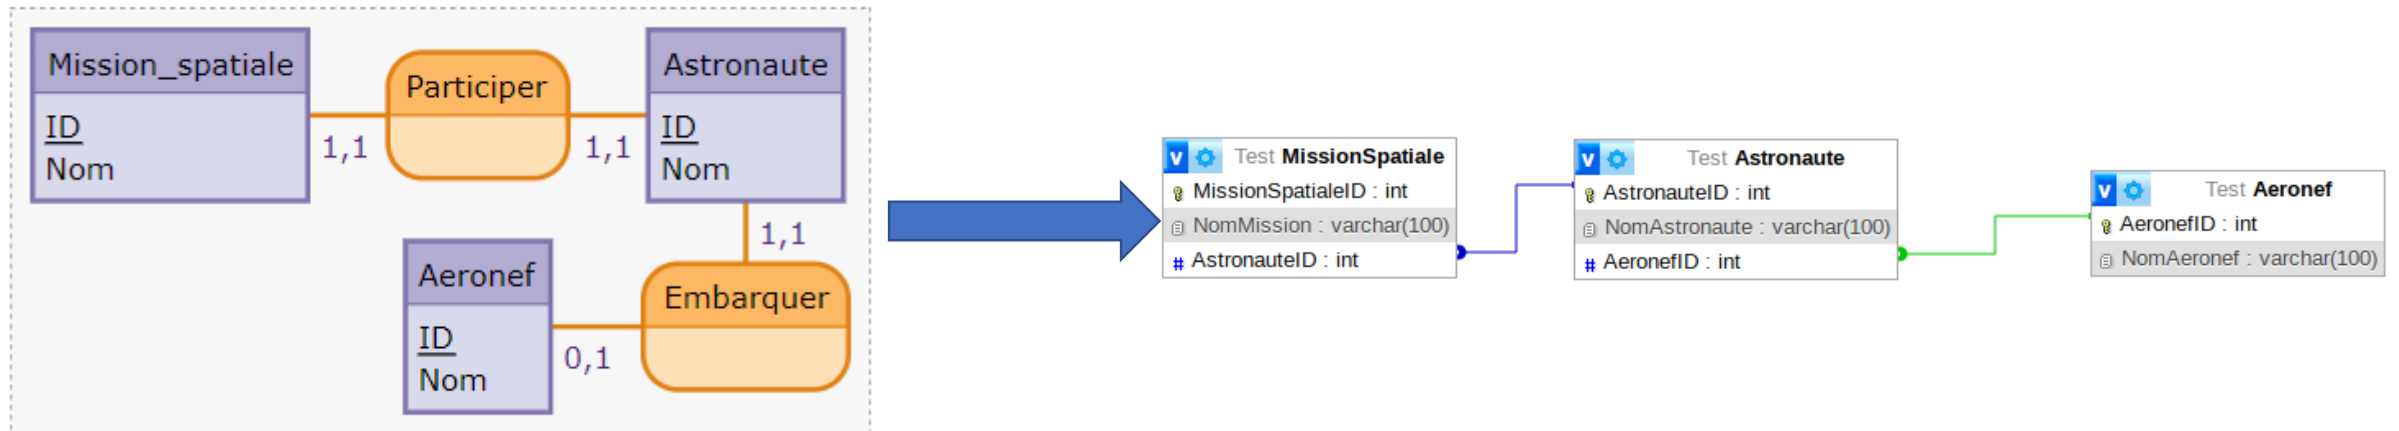 Mission_spatiale
ID
Nom
1,1
Participer
1,1
Astronaute
ID
Nom
1,1
Aeronef
ID
Nom
0,1
Embarquer
v Test MissionSpatiale
MissionSpatialeID : int
NomMission : varchar(100)
# AstronauteID : int
v Test Astronaute
AstronauteID : int
NomAstronaute : varchar(100)
# AeronefID : int
v Test Aeronef
AeronefID : int
NomAeronef : varchar(100)